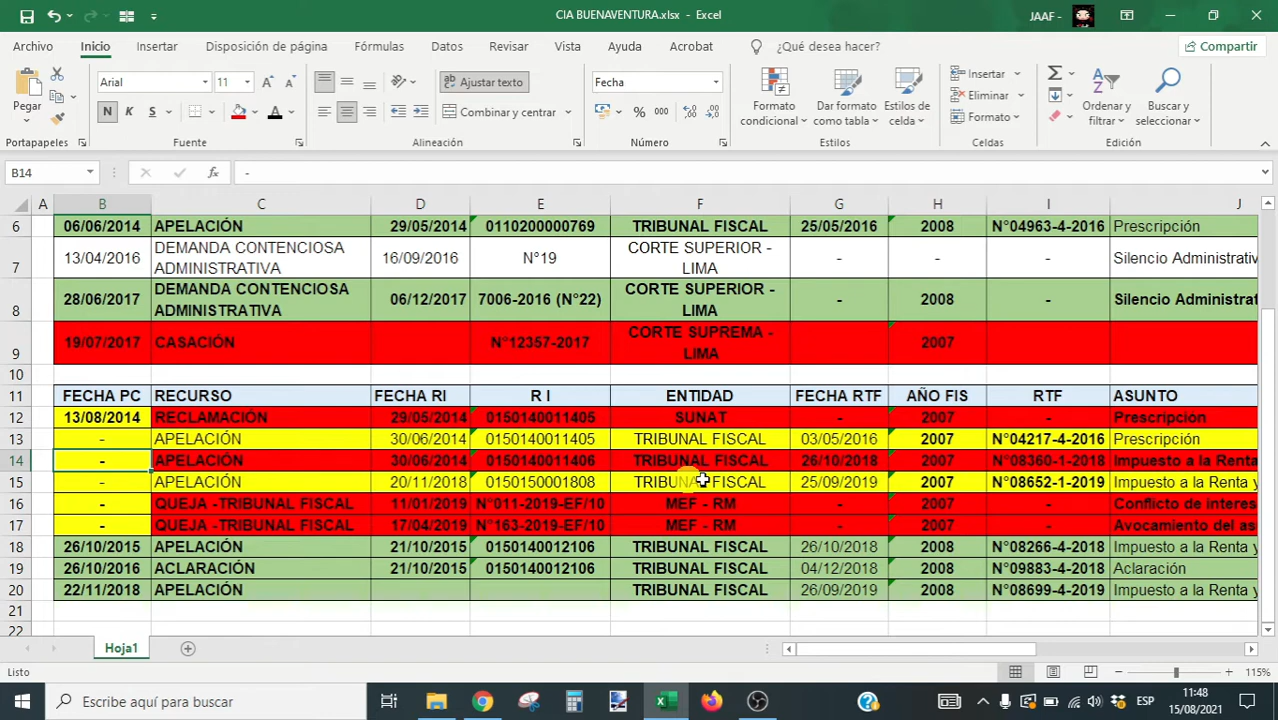 CIA BUENAVENTURA.xlsx - Excel
JAAF -
Archivo Inicio Insertar Disposición de página Fórmulas Datos Revisar Vista Ayuda Acrobat ¿Qué desea hacer? Compartir
Pegar
Arial 11
N K S
Ajustar texto
Combinar y centrar
Fecha
% 000
Formato condicional
Dar formato como tabla
Estilos de celda
Insertar
Eliminar
Formato
Ordenar y filtrar
Buscar y seleccionar
Portapapeles Fuente Alineación Número Estilos Celdas Edición
B14 fx -
A B C D E F G H I J
6 06/06/2014 APELACIÓN 29/05/2014 0110200000769 TRIBUNAL FISCAL 25/05/2016 2008 N°04963-4-2016 Prescripción
7 13/04/2016 DEMANDA CONTENCIOSA ADMINISTRATIVA 16/09/2016 N°19 CORTE SUPERIOR - LIMA - - - Silencio Administrativ
8 28/06/2017 DEMANDA CONTENCIOSA ADMINISTRATIVA 06/12/2017 7006-2016 (N°22) CORTE SUPERIOR - LIMA - 2008 - Silencio Administrat
9 19/07/2017 CASACIÓN N°12357-2017 CORTE SUPREMA - LIMA 2007
10
11 FECHA PC RECURSO FECHA RI R I ENTIDAD FECHA RTF AÑO FIS RTF ASUNTO
12 13/08/2014 RECLAMACIÓN 29/05/2014 0150140011405 SUNAT - 2007 - Prescripción
13 - APELACIÓN 30/06/2014 0150140011405 TRIBUNAL FISCAL 03/05/2016 2007 N°04217-4-2016 Prescripción
14 - APELACIÓN 30/06/2014 0150140011406 TRIBUNAL FISCAL 26/10/2018 2007 N°08360-1-2018 Impuesto a la Renta
15 - APELACIÓN 20/11/2018 0150150001808 TRIBUNAL FISCAL 25/09/2019 2007 N°08652-1-2019 Impuesto a la Renta y
16 - QUEJA -TRIBUNAL FISCAL 11/01/2019 N°011-2019-EF/10 MEF - RM - 2007 - Conflicto de interes
17 - QUEJA -TRIBUNAL FISCAL 17/04/2019 N°163-2019-EF/10 MEF - RM - 2007 - Avocamiento del as
18 26/10/2015 APELACIÓN 21/10/2015 0150140012106 TRIBUNAL FISCAL 26/10/2018 2008 N°08266-4-2018 Impuesto a la Renta y
19 26/10/2016 ACLARACIÓN 21/10/2015 0150140012106 TRIBUNAL FISCAL 04/12/2018 2008 N°09883-4-2018 Aclaración
20 22/11/2018 APELACIÓN TRIBUNAL FISCAL 26/09/2019 2008 N°08699-4-2019 Impuesto a la Renta y
21
22
Hoja1
Listo 115%
Escribe aquí para buscar
ESP
11:48
15/08/2021